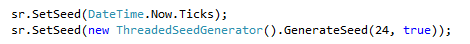 sr.SetSeed(DateTime.Now.Ticks);
sr.SetSeed(new ThreadedSeedGenerator().GenerateSeed(24, true));